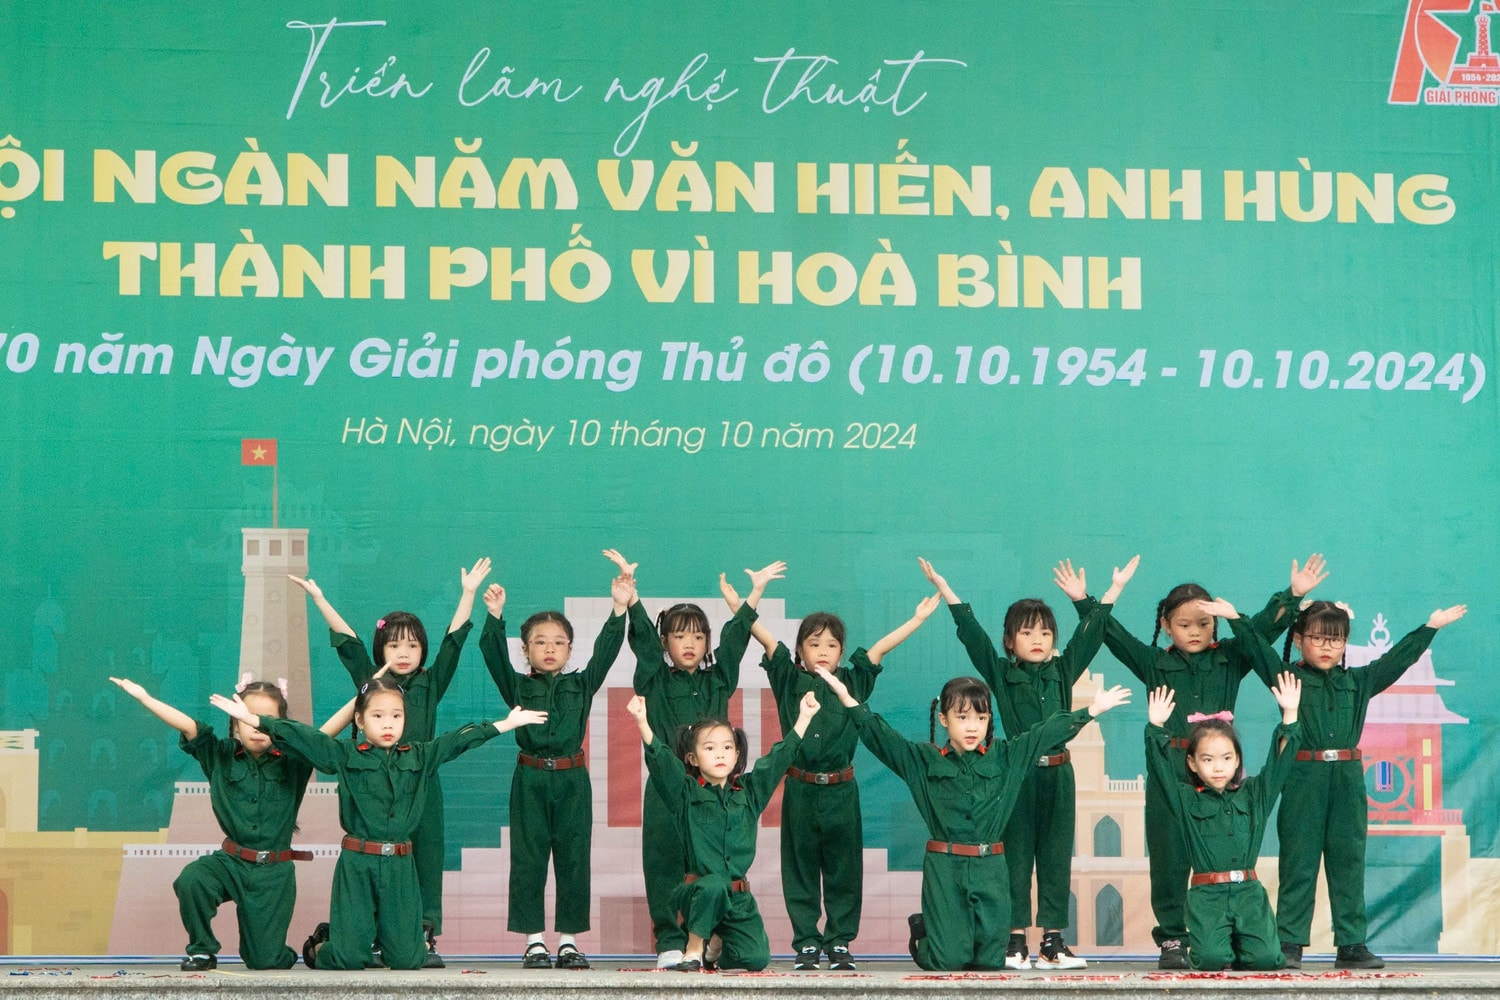 Triển lãm nghệ thuật
ỘI NGÀN NĂM VĂN HIẾN, ANH HÙNG
THÀNH PHỐ VÌ HOÀ BÌNH
70 năm Ngày Giải phóng Thủ đô (10.10.1954 - 10.10.2024)
Hà Nội, ngày 10 tháng 10 năm 2024
1954-202
GIẢI PHÓNG